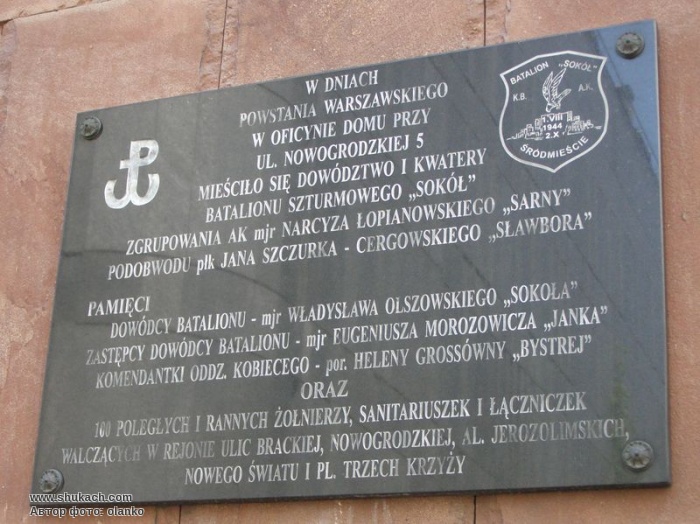 W DNIACH
POWSTANIA WARSZAWSKIEGO
W OFICYNIE DOMU PRZY
UL. NOWOGRODZKIEJ 5
MIEŚCIŁO SIĘ DOWÓDZTWO I KWATERY
BATALIONU SZTURMOWEGO „SOKÓŁ"
ZGRUPOWANIA AK mjr NARCYZA ŁOPIANOWSKIEGO „SARNY"
PODOBWODU płk JANA SZCZURKA - CERGOWSKIEGO „SŁAWBORA"
BATALION „SOKÓŁ"
K.B. A.K.
1.VIII
1944
2.X
ŚRÓDMIEŚCIE
PAMIĘCI
DOWÓDCY BATALIONU - mjr WŁADYSŁAWA OLSZOWSKIEGO „SOKOŁA"
ZASTĘPCY DOWÓDCY BATALIONU - mjr EUGENIUSZA MOROZOWICZA „JANKA"
KOMENDANTKI ODDZ. KOBIECEGO - por. HELENY GROSSÓWNY „BYSTREJ"
ORAZ
100 POLEGŁYCH I RANNYCH ŻOŁNIERZY, SANITARIUSZEK I ŁĄCZNICZEK
WALCZĄCYCH W REJONIE ULIC BRACKIEJ, NOWOGRODZKIEJ, AL. JEROZOLIMSKICH,
NOWEGO ŚWIATU I PL. TRZECH KRZYŻY
www.shukach.com
Автор фото: olanko